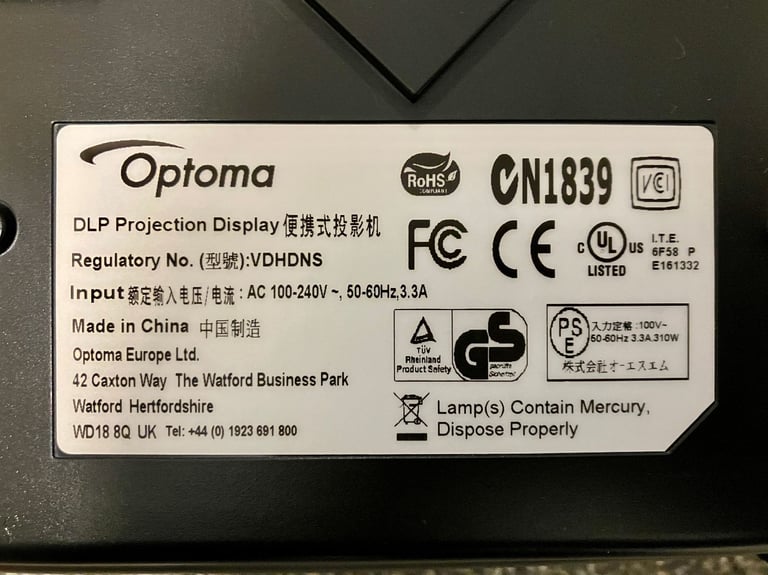 Optoma
DLP Projection Display 便携式投影机
Regulatory No. (型號):VDHDNS
Input 额定输入电压/电流 : AC 100-240V ~, 50-60Hz,3.3A
Made in China 中国制造
Optoma Europe Ltd.
42 Caxton Way The Watford Business Park
Watford Hertfordshire
WD18 8Q UK Tel: +44 (0) 1923 691 800
RoHS
COMPLIANT
N1839
VCI
FC
CE
C UL US
LISTED
I.T.E.
6F58 P
E161332
TÜV
Rheinland
Product Safety
GS
geprüfte
Sicherheit
PS
E
入力定格 :100V~
50-60Hz 3.3A.310W
株式会社オーエスエム
Lamp(s) Contain Mercury,
Dispose Properly